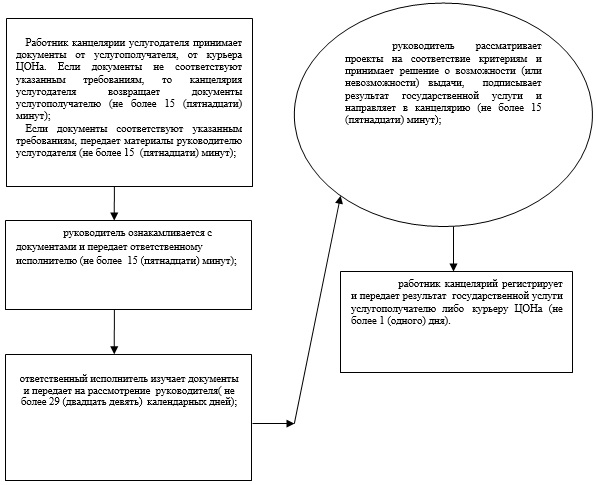 Работник канцелярии услугодателя принимает
документы от услугополучателя, от курьера
ЦОНа. Если документы не соответствуют
указанным требованиям, то канцелярия
услугодателя возвращает документы
услугополучателю (не более 15 (пятнадцати)
минут);
Если документы соответствуют указанным
требованиям, передает материалы руководителю
услугодателя (не более 15 (пятнадцати) минут);
руководитель ознакамливается с
документами и передает ответственному
исполнителю (не более 15 (пятнадцати) минут);
ответственный исполнитель изучает документы
и передает на рассмотрение руководителя( не
более 29 (двадцать девять) календарных дней);
руководитель рассматривает
проекты на соответствие критериям и
принимает решение о возможности (или
невозможности) выдачи, подписывает
результат государственной услуги и
направляет в канцелярию (не более 15
(пятнадцати) минут);
работник канцелярий регистрирует
и передает результат государственной услуги
услугополучателю либо курьеру ЦОНа (не
более 1 (одного) дня).